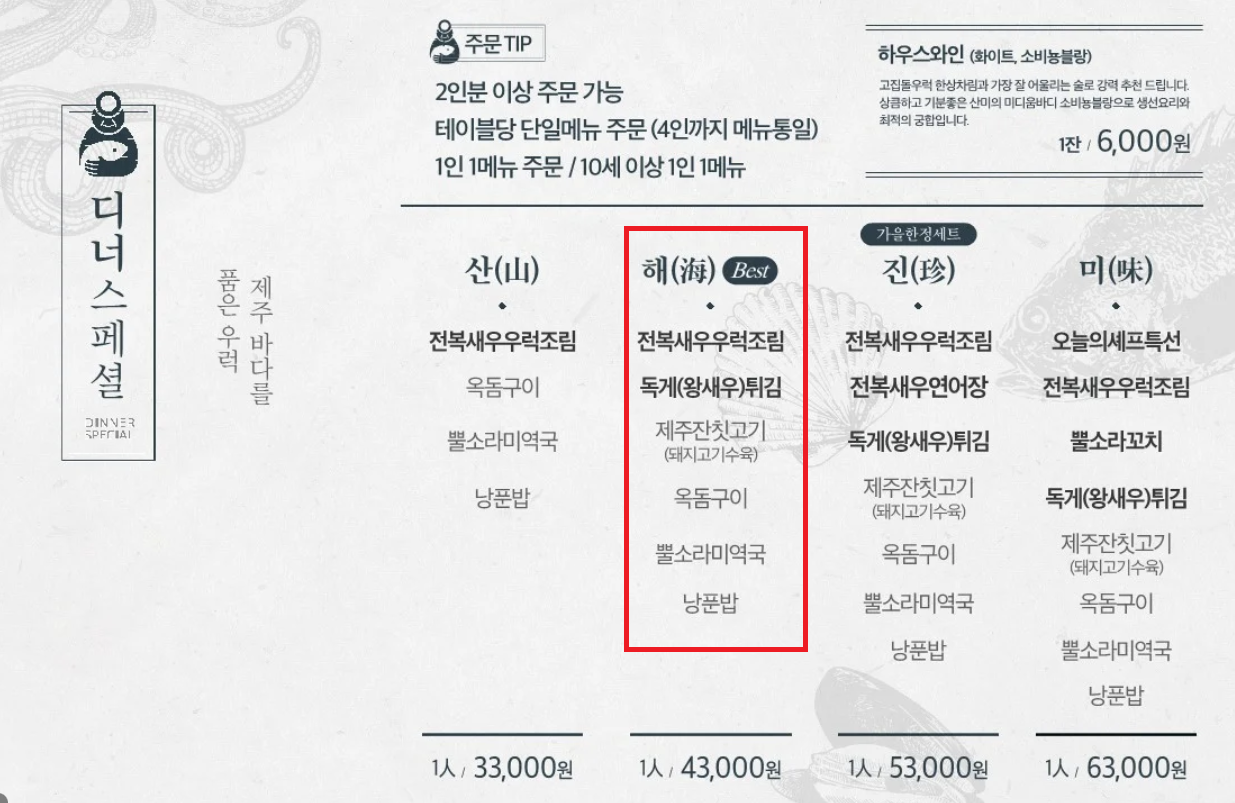 디너스페셜
DINNER
SPECIAL
제주 바다를
품은 우럭
주문 TIP
2인분 이상 주문 가능
테이블당 단일메뉴 주문 (4인까지 메뉴통일)
1인 1메뉴 주문 / 10세 이상 1인 1메뉴
하우스와인 (화이트, 소비뇽블랑)
고집돌우럭 한상차림과 가장 잘 어울리는 술로 강력 추천 드립니다.
상큼하고 기분좋은 산미의 미디움바디 소비뇽블랑으로 생선요리와
최적의 궁합입니다.
1잔 / 6,000원
산(山)
전복새우우럭조림
옥돔구이
뿔소라미역국
낭푼밥
1人 / 33,000원
해(海) Best
전복새우우럭조림
독게(왕새우)튀김
제주잔칫고기
(돼지고기수육)
옥돔구이
뿔소라미역국
낭푼밥
1人 / 43,000원
가을한정세트
진(珍)
전복새우우럭조림
전복새우연어장
독게(왕새우)튀김
제주잔칫고기
(돼지고기수육)
옥돔구이
뿔소라미역국
낭푼밥
1人 / 53,000원
미(味)
오늘의셰프특선
전복새우우럭조림
뿔소라꼬치
독게(왕새우)튀김
제주잔칫고기
(돼지고기수육)
옥돔구이
뿔소라미역국
낭푼밥
1人 / 63,000원